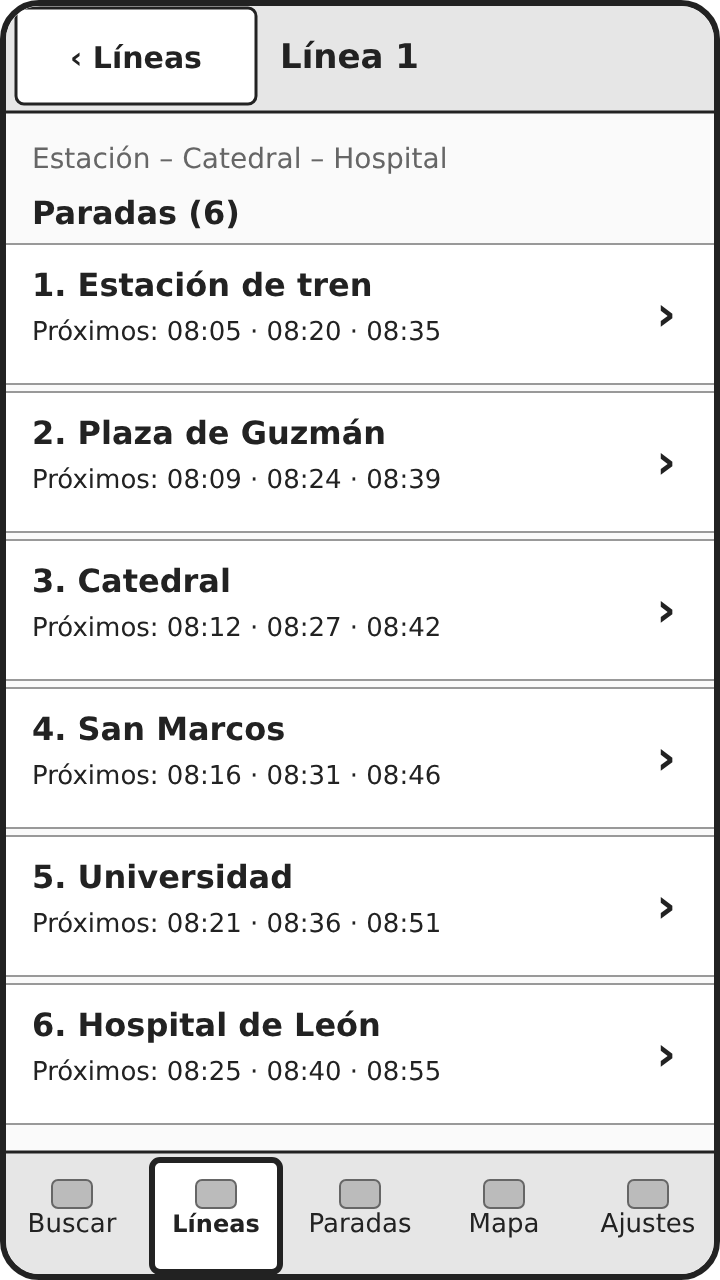 ‹ Líneas
Línea 1
Estación – Catedral – Hospital
Paradas (6)
1. Estación de tren
Próximos: 08:05 · 08:20 · 08:35
›
2. Plaza de Guzmán
Próximos: 08:09 · 08:24 · 08:39
›
3. Catedral
Próximos: 08:12 · 08:27 · 08:42
›
4. San Marcos
Próximos: 08:16 · 08:31 · 08:46
›
5. Universidad
Próximos: 08:21 · 08:36 · 08:51
›
6. Hospital de León
Próximos: 08:25 · 08:40 · 08:55
›
Buscar
Líneas
Paradas
Mapa
Ajustes